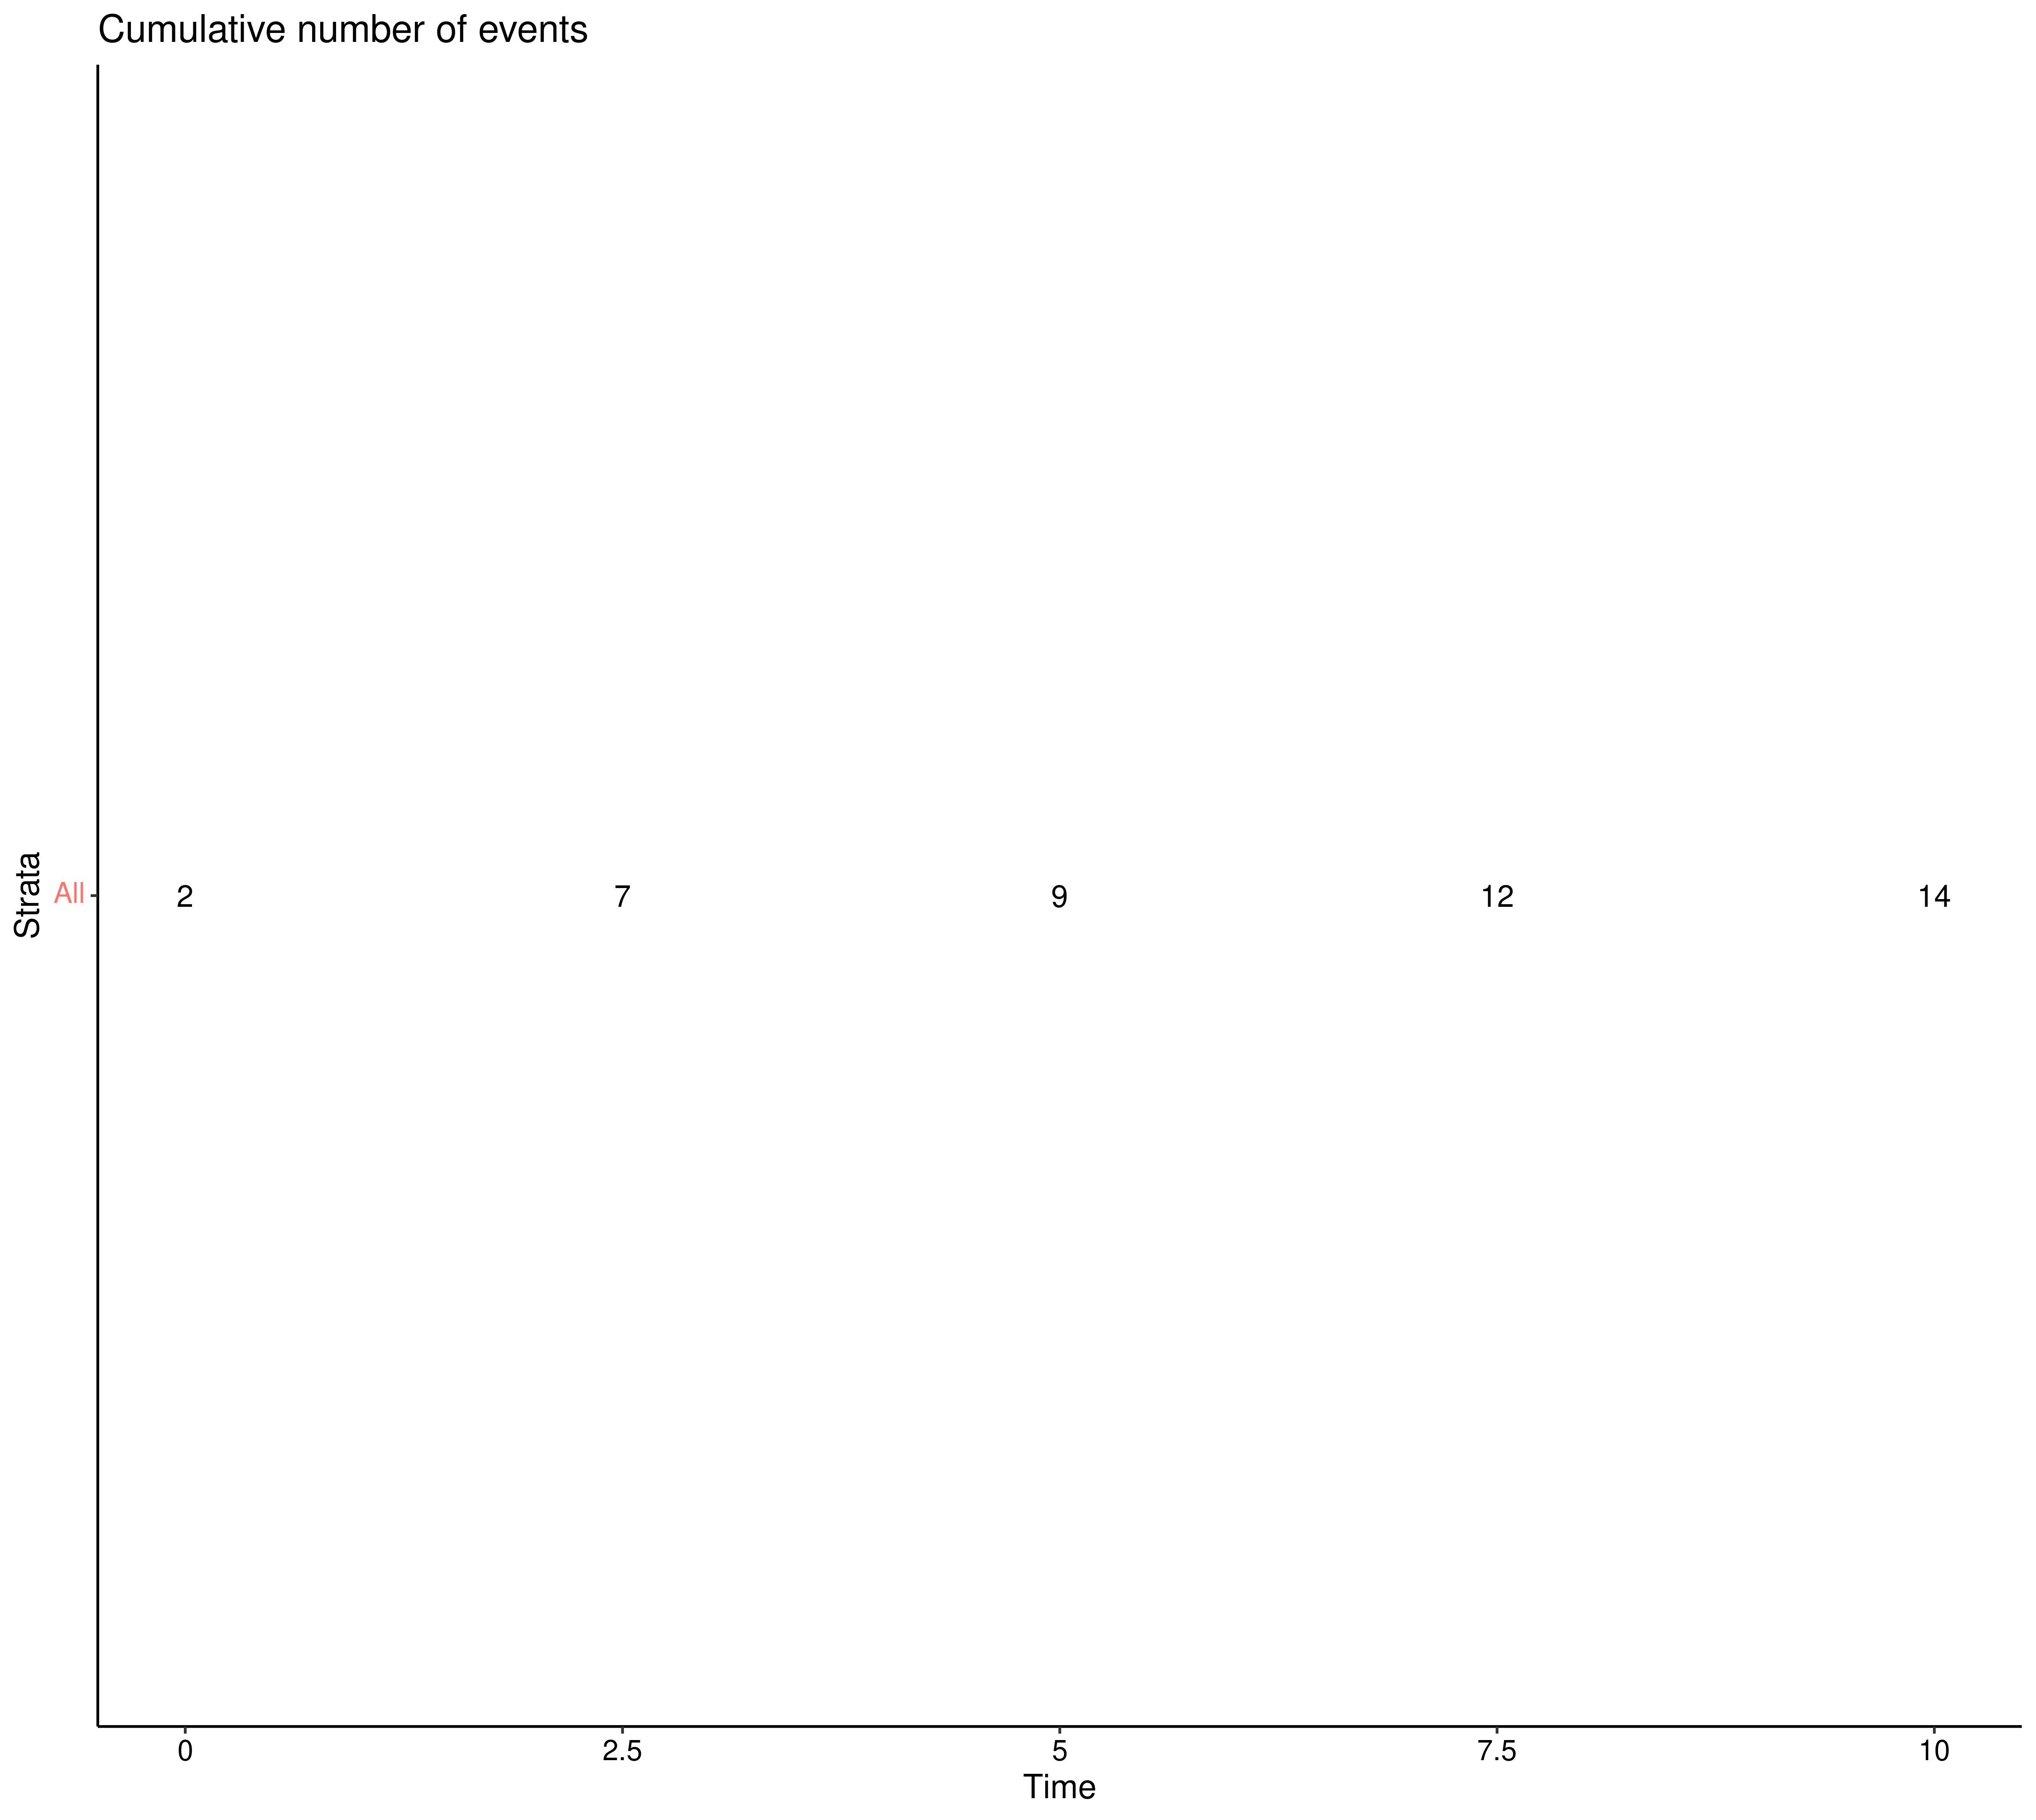 Cumulative number of events
Strata
All 2 7 9 12 14
0 2.5 5 7.5 10
Time